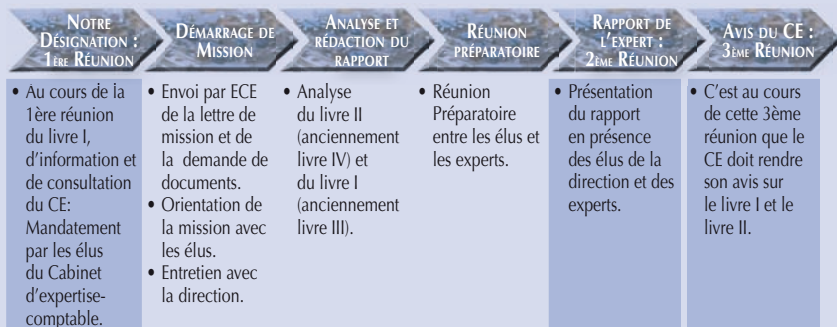 NOTRE
DÉSIGNATION :
1ÈRE RÉUNION
• Au cours de la
1ère réunion
du livre I,
d'information et
de consultation
du CE:
Mandatement
par les élus
du Cabinet
d'expertise-
comptable.
DÉMARRAGE DE
MISSION
• Envoi par ECE
de la lettre de
mission et de
la demande de
documents.
• Orientation de
la mission avec
les élus.
• Entretien avec
la direction.
ANALYSE ET
RÉDACTION DU
RAPPORT
• Analyse
du livre II
(anciennement
livre IV) et
du livre I
(anciennement
livre III).
RÉUNION
PRÉPARATOIRE
• Réunion
Préparatoire
entre les élus et
les experts.
RAPPORT DE
L'EXPERT :
2ÈME RÉUNION
• Présentation
du rapport
en présence
des élus de la
direction et des
experts.
AVIS DU CE :
3ÈME RÉUNION
• C'est au cours
de cette 3ème
réunion que le
CE doit rendre
son avis sur
le livre I et le
livre II.